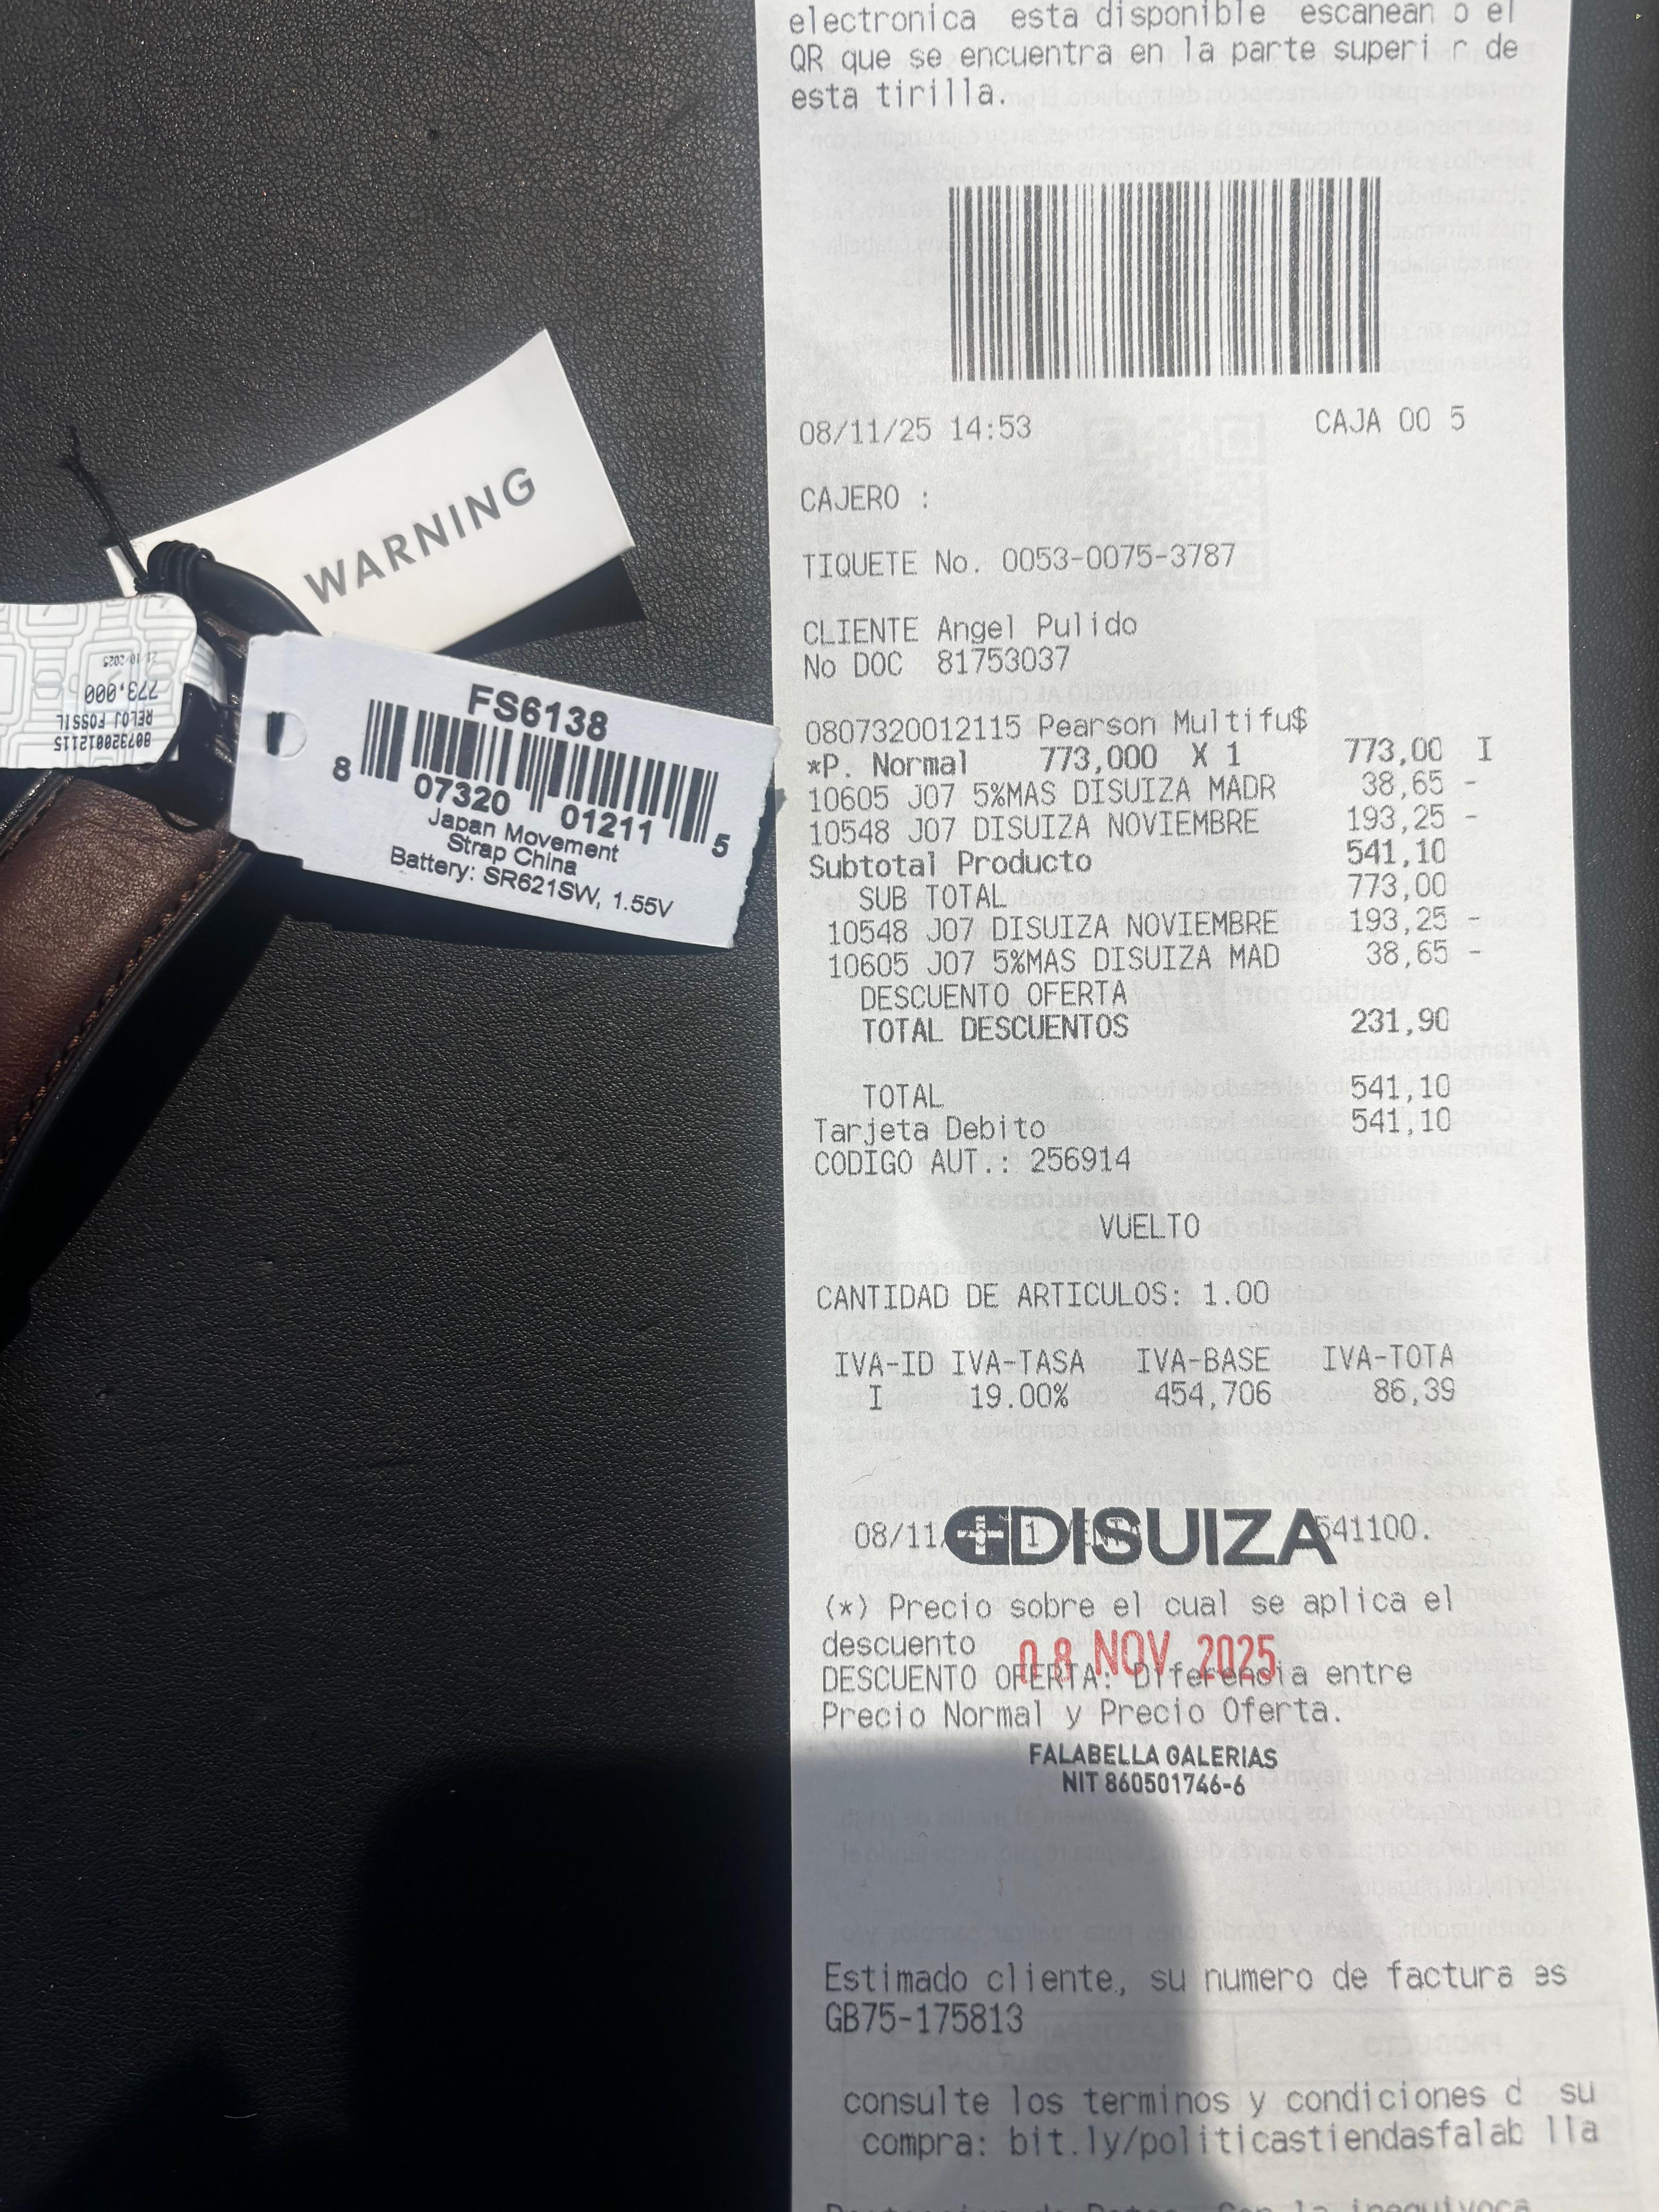 electronica esta disponible escanean o el
QR que se encuentra en la parte superi r de
esta tirilla.
08/11/25 14:53 CAJA 00 5
CAJERO :
TIQUETE No. 0053-0075-3787
CLIENTE Angel Pulido
No DOC 81753037
0807320012115 Pearson Multifu$
*P. Normal 773,000 X 1 773,00 I
10605 J07 5%MAS DISUIZA MADR 38,65 -
10548 J07 DISUIZA NOVIEMBRE 193,25 -
Subtotal Producto 541,10
SUB TOTAL 773,00
10548 J07 DISUIZA NOVIEMBRE 193,25 -
10605 J07 5%MAS DISUIZA MAD 38,65 -
DESCUENTO OFERTA
TOTAL DESCUENTOS 231,90
TOTAL 541,10
Tarjeta Debito 541,10
CODIGO AUT.: 256914
VUELTO
CANTIDAD DE ARTICULOS: 1.00
IVA-ID IVA-TASA IVA-BASE IVA-TOTA
I 19.00% 454,706 86,39
08/11/ 541100.
DISUIZA
(*) Precio sobre el cual se aplica el
descuento
08 NOV 2025
DESCUENTO OFERTA: Diferencia entre
Precio Normal y Precio Oferta.
FALABELLA GALERIAS
NIT 860501746-6
Estimado cliente, su numero de factura es
GB75-175813
consulte los terminos y condiciones d su
compra: bit.ly/politicastiendasfalab lla
WARNING
FS6138
8 07320 01211 5
Japan Movement
Strap China
Battery: SR621SW, 1.55V
807320012115
RELOJ FOSSIL
773.000
21-10-2025